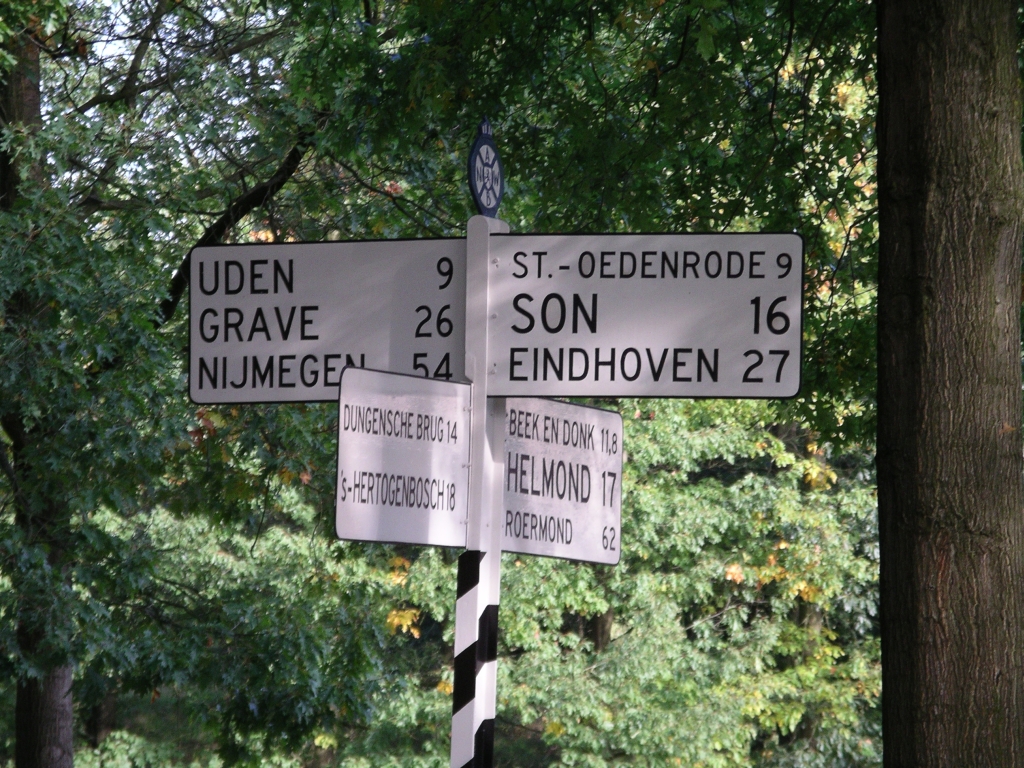 A
N W
B
UDEN 9
GRAVE 26
NIJMEGEN 54
ST.-OEDENRODE 9
SON 16
EINDHOVEN 27
DUNGENSCHE BRUG 14
's-HERTOGENBOSCH 18
BEEK EN DONK 11,8
HELMOND 17
ROERMOND 62